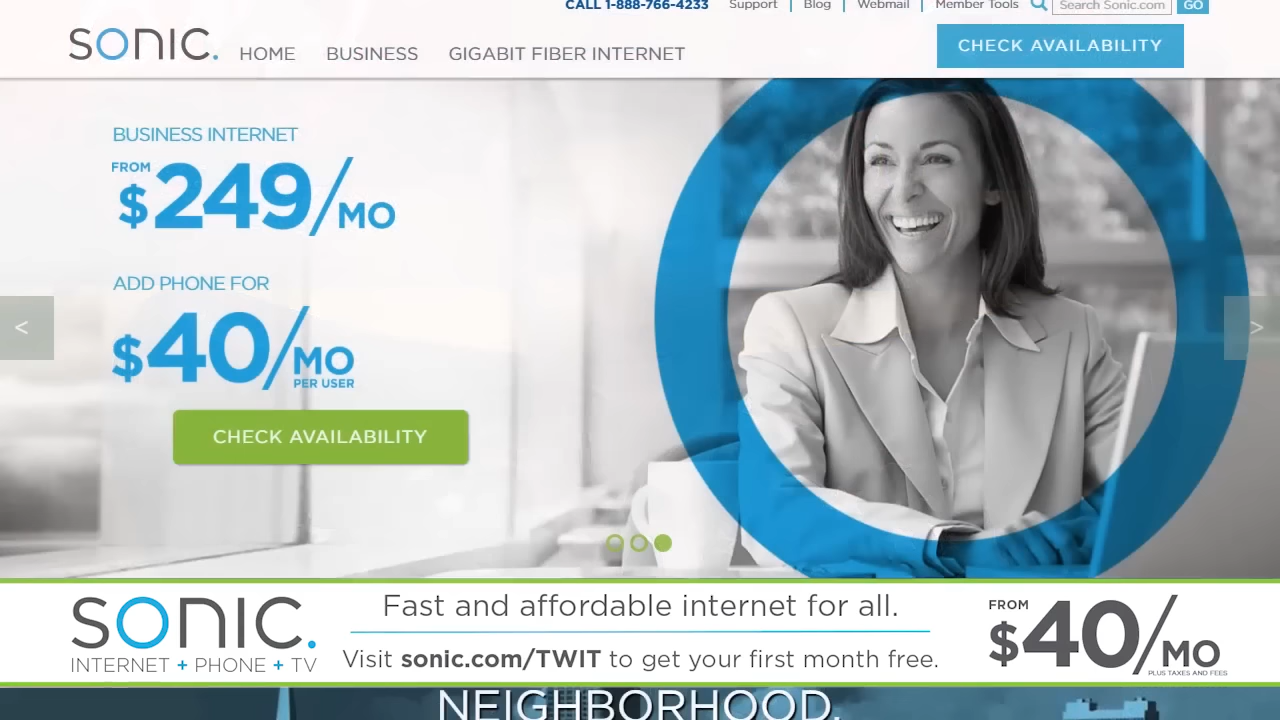 CALL 1-888-766-4233 Support Blog Webmail Member Tools Search Sonic.com GO
SONIC. HOME BUSINESS GIGABIT FIBER INTERNET CHECK AVAILABILITY
BUSINESS INTERNET
FROM
$249/MO
ADD PHONE FOR
$40/MO
PER USER
CHECK AVAILABILITY
<
>
SONIC.
INTERNET + PHONE + TV
Fast and affordable internet for all.
Visit sonic.com/TWIT to get your first month free.
FROM
$40/MO
PLUS TAXES AND FEES
NEIGHBORHOOD.